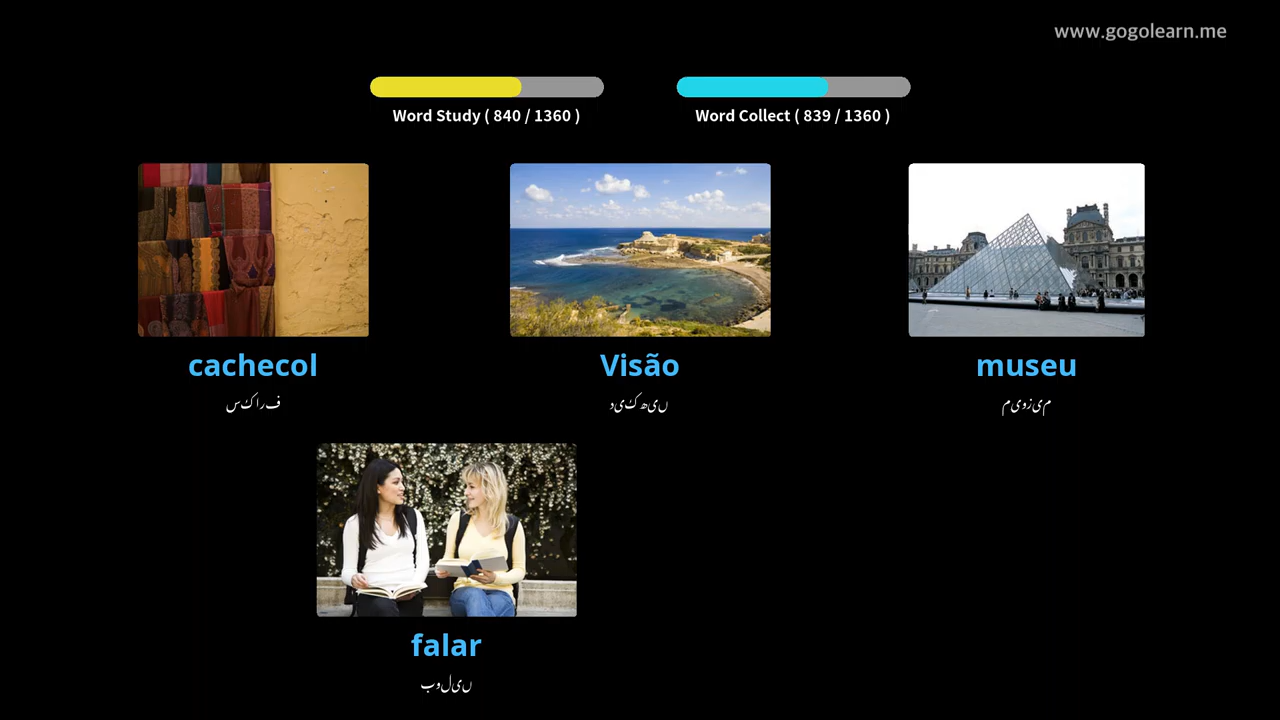 www.gogolearn.me
Word Study ( 840 / 1360 )
Word Collect ( 839 / 1360 )
cachecol
سکارف
Visão
دیکھیں
museu
میوزیم
falar
بولیں